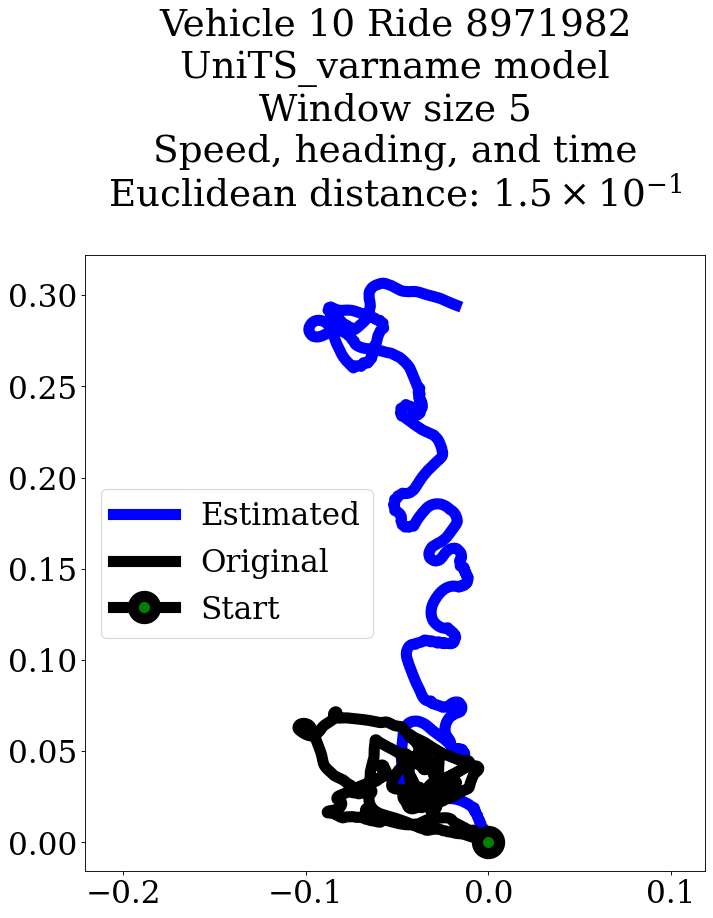 Vehicle 10 Ride 8971982
UniTS_varname model
Window size 5
Speed, heading, and time
Euclidean distance: 1.5 × 10⁻¹
0.30
0.25
0.20
0.15
0.10
0.05
0.00
Estimated
Original
Start
−0.2 −0.1 0.0 0.1